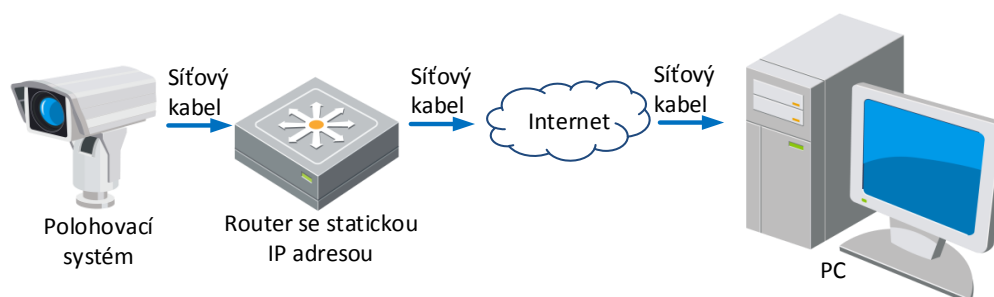 Síťový
kabel
Síťový
kabel
Síťový
kabel
Internet
Polohovací
systém
Router se statickou
IP adresou
PC